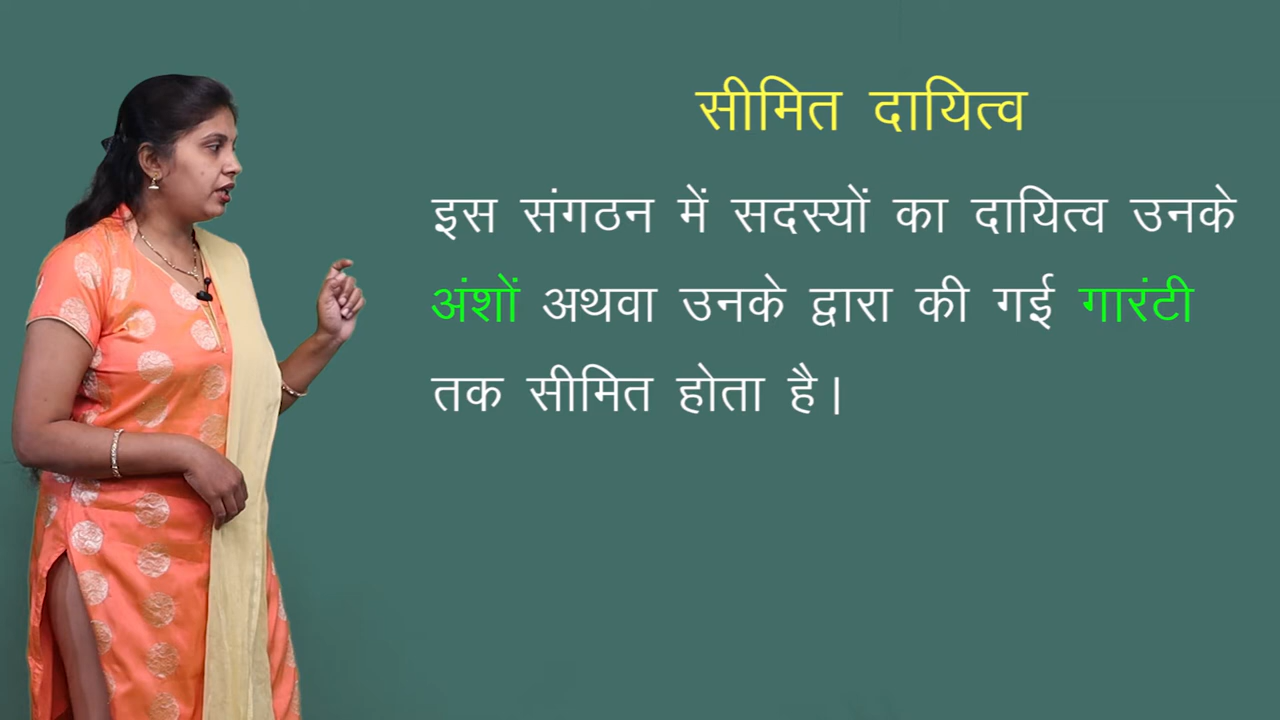 सीमित दायित्व
इस संगठन में सदस्यों का दायित्व उनके
अंशों अथवा उनके द्वारा की गई गारंटी
तक सीमित होता है।